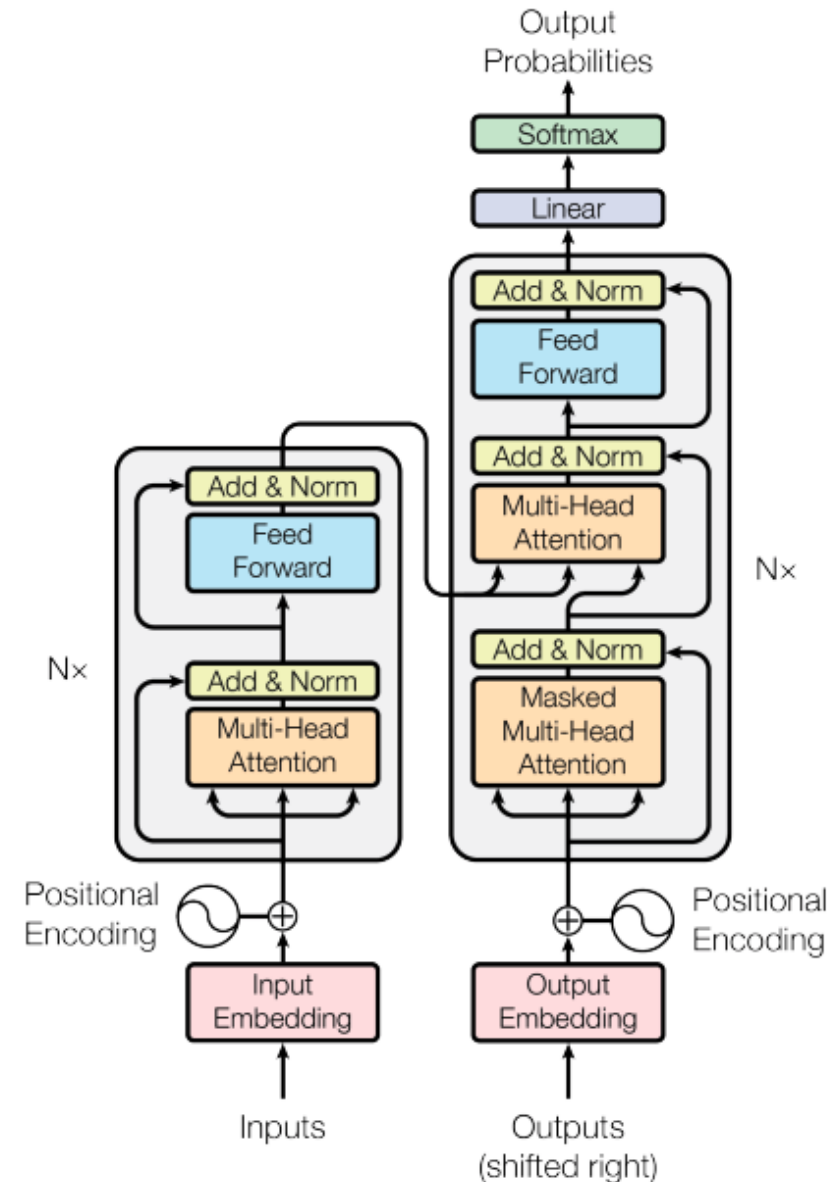 Output
Probabilities
Softmax
Linear
Add & Norm
Feed
Forward
Add & Norm
Multi-Head
Attention
Add & Norm
Masked
Multi-Head
Attention
Nx
Add & Norm
Feed
Forward
Add & Norm
Multi-Head
Attention
Nx
Positional
Encoding
Input
Embedding
Inputs
Positional
Encoding
Output
Embedding
Outputs
(shifted right)